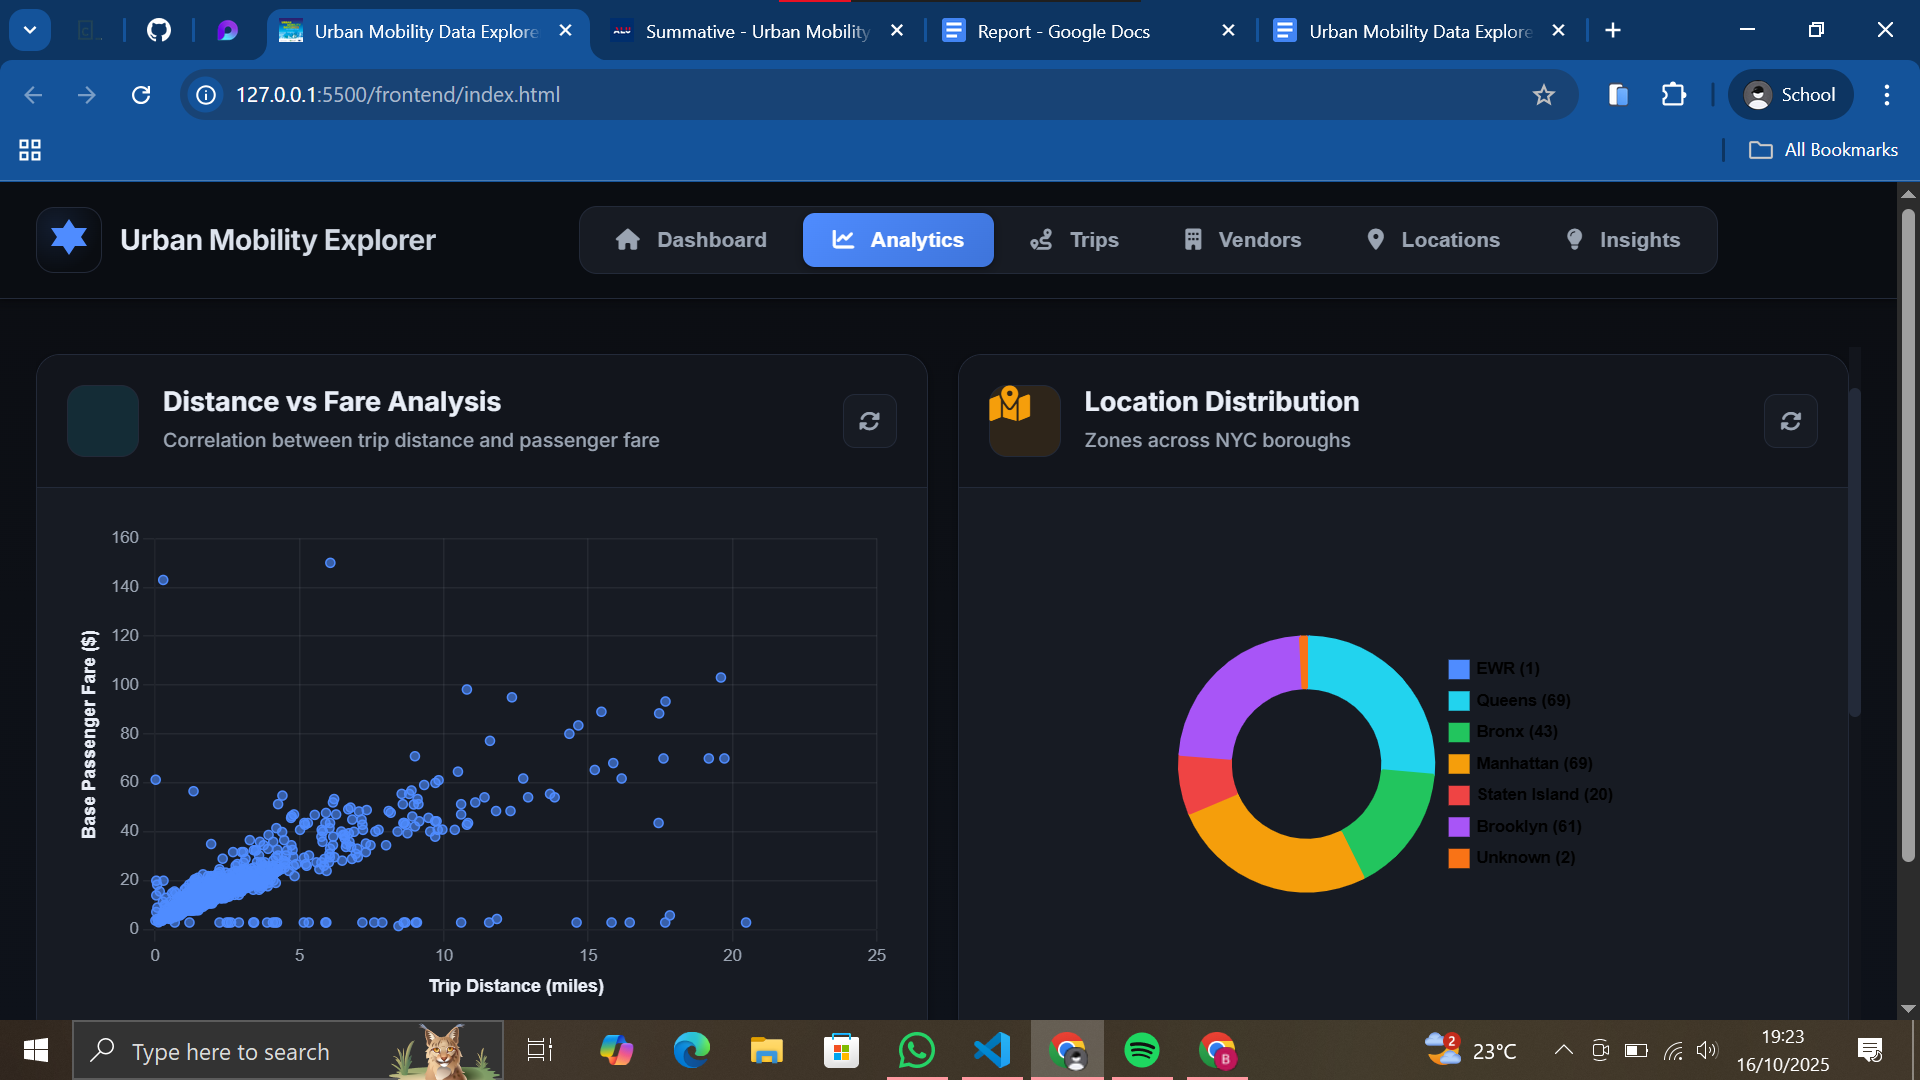 Urban Mobility Data Explore
Summative - Urban Mobility
Report - Google Docs
Urban Mobility Data Explore
127.0.0.1:5500/frontend/index.html
School
All Bookmarks
Urban Mobility Explorer
Dashboard
Analytics
Trips
Vendors
Locations
Insights
Distance vs Fare Analysis
Correlation between trip distance and passenger fare
160
140
120
100
80
60
40
20
0
Base Passenger Fare ($)
0 5 10 15 20 25
Trip Distance (miles)
Location Distribution
Zones across NYC boroughs
EWR (1)
Queens (69)
Bronx (43)
Manhattan (69)
Staten Island (20)
Brooklyn (61)
Unknown (2)
Type here to search
2
23°C
19:23
16/10/2025